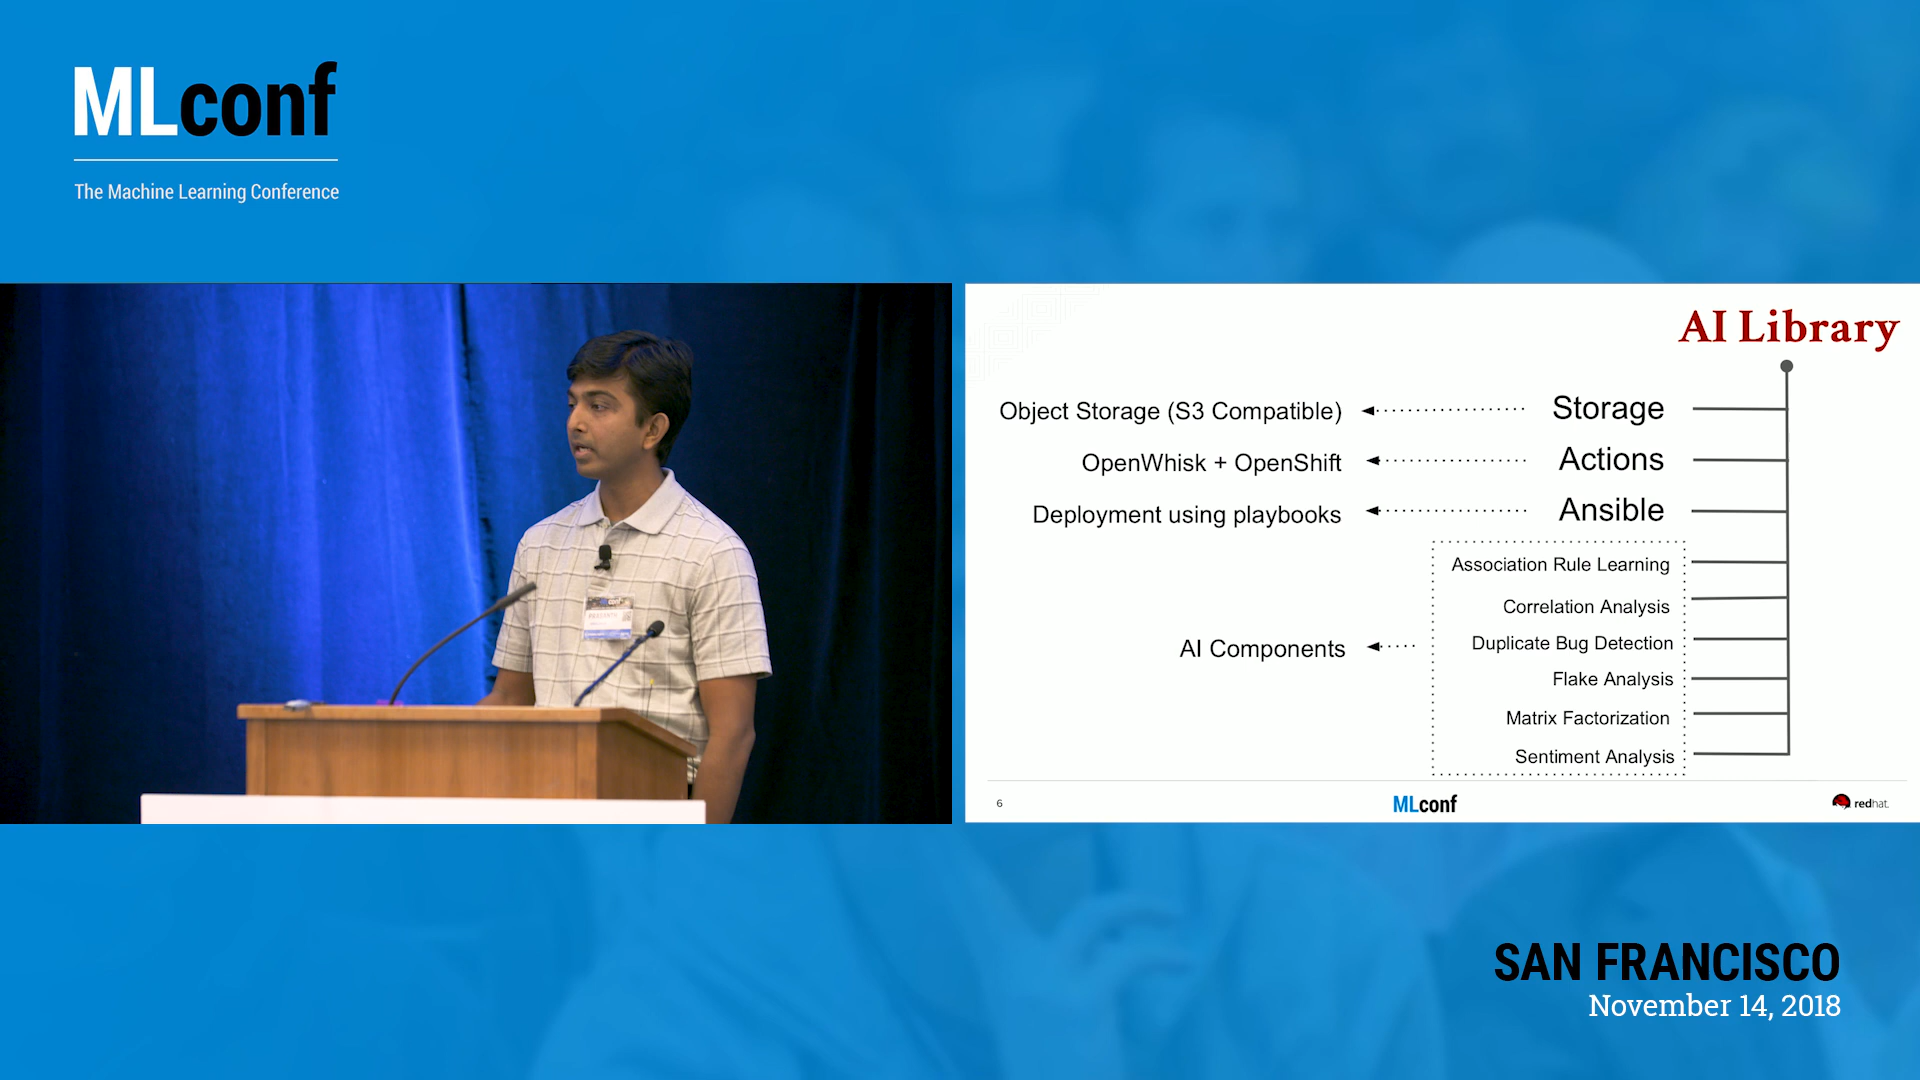 MLconf
The Machine Learning Conference
AI Library
Object Storage (S3 Compatible) Storage
OpenWhisk + OpenShift Actions
Deployment using playbooks Ansible
Association Rule Learning
Correlation Analysis
Duplicate Bug Detection
AI Components
Flake Analysis
Matrix Factorization
Sentiment Analysis
6
MLconf
redhat.
SAN FRANCISCO
November 14, 2018